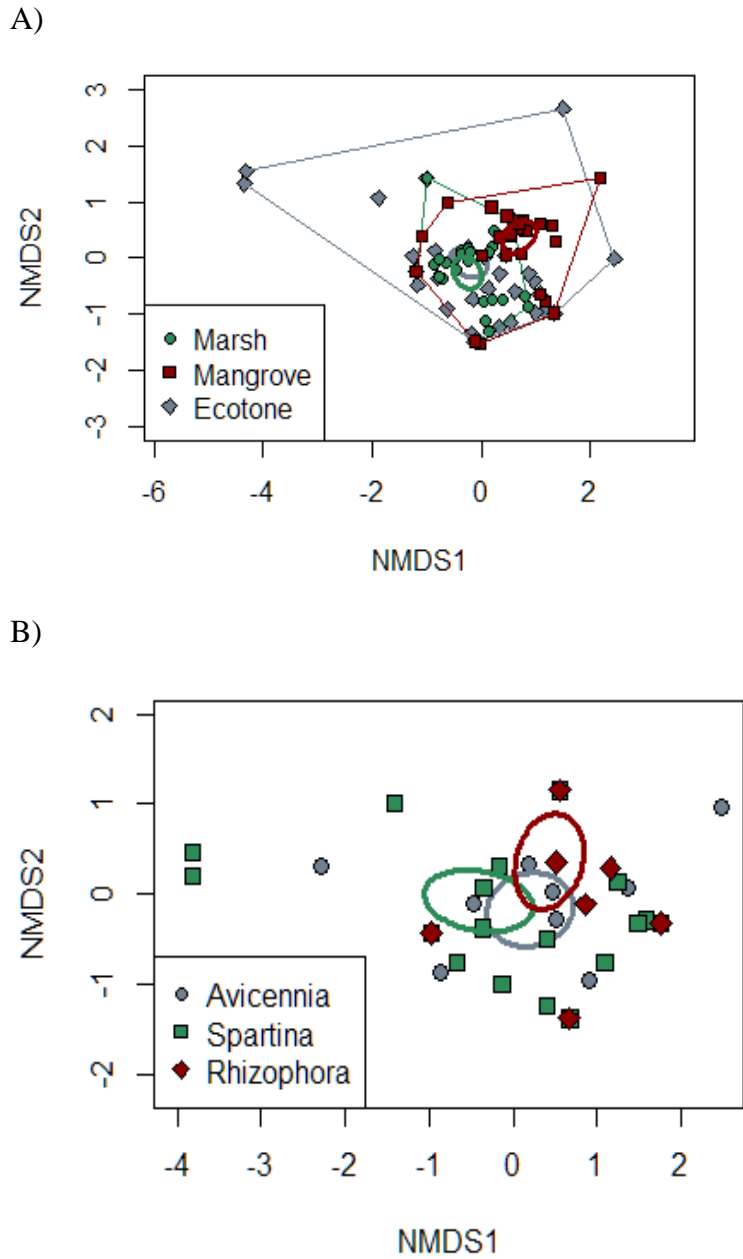 A)
3
2
1
0
-1
-2
-3
NMDS2
Marsh
Mangrove
Ecotone
-6 -4 -2 0 2
NMDS1
B)
2
1
0
-1
-2
NMDS2
Avicennia
Spartina
Rhizophora
-4 -3 -2 -1 0 1 2
NMDS1